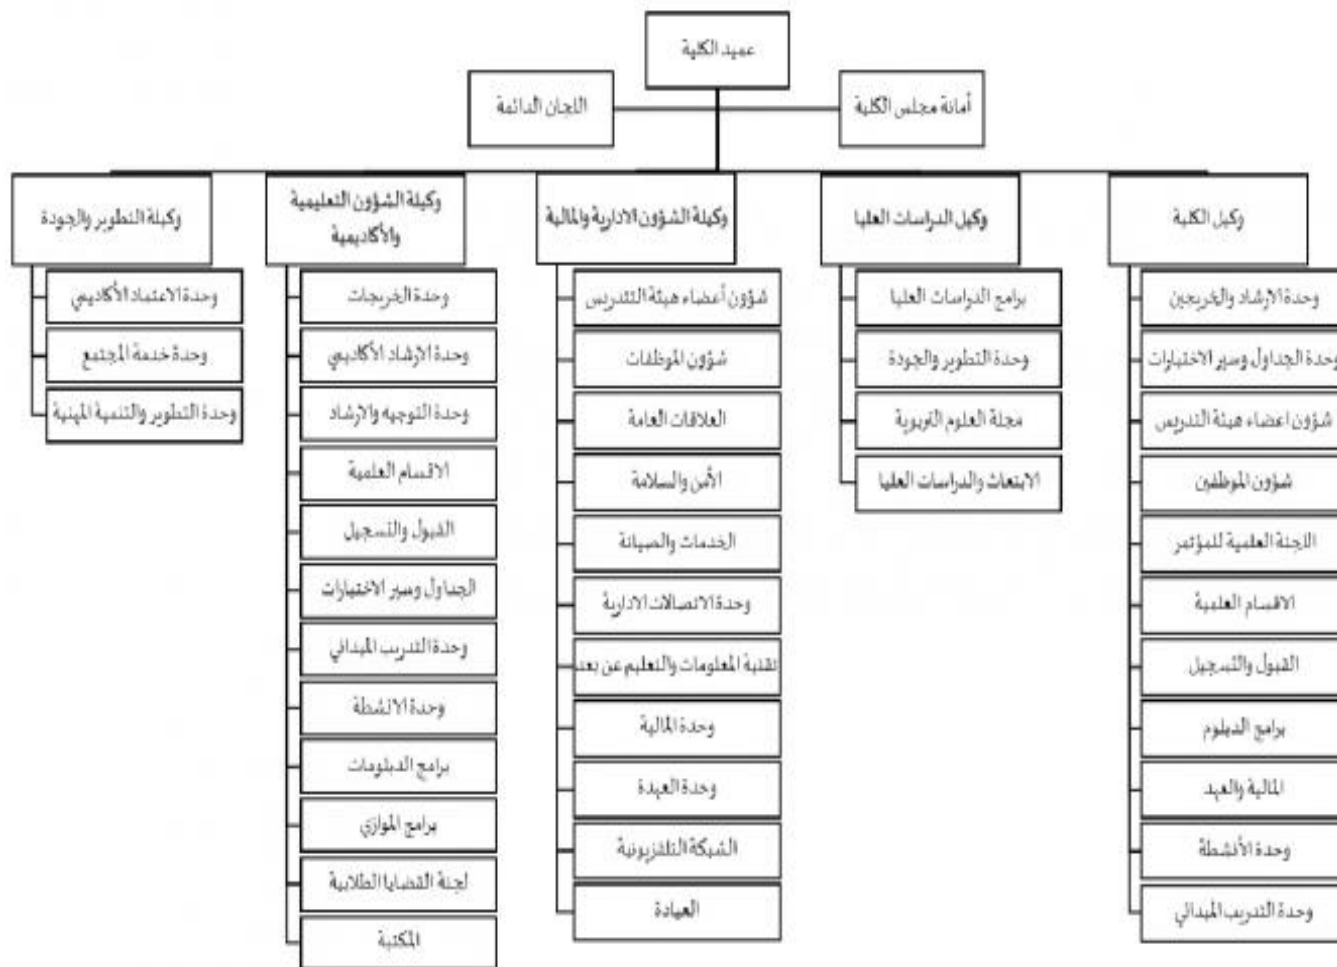 عميد الكلية
أمانة مجلس الكلية
اللجان الدائمة
وكيل الكلية
وحدة الارشاد والخريجين
وحدة الجداول وسير الاختبارات
شؤون اعضاء هيئة التدريس
شؤون الموظفين
اللجنة العلمية للمؤتمر
الاقسام العلمية
القبول والتسجيل
برامج الدبلوم
المالية والعهد
وحدة الأنشطة
وحدة التدريب الميداني
وكيل الدراسات العليا
برامج الدراسات العليا
وحدة التطوير والجودة
مجلة العلوم التربوية
الابتعاث والدراسات العليا
وكيلة الشؤون الادارية والمالية
شؤون أعضاء هيئة التتدريس
شؤون الموظفات
العلاقات العامة
الأمن والسلامة
الخدمات والصيانة
وحدة الاتصالات الادارية
تقنية المعلومات والتعليم عن بعد
وحدة المالية
وحدة العهدة
الشبكة التلفزيونية
العيادة
وكيلة الشؤون التعليمية
والأكاديمية
وحدة الخريجات
وحدة الارشاد الأكاديمي
وحدة التوجيه والارشاد
الاقسام العلمية
القبول والتسجيل
الجداول وسير الاختبارات
وحدة التدريب الميداني
وحدة الانشطة
برامج الدبلومات
برامج الموازي
لجنة القضايا الطلابية
المكتبة
وكيلة التطوير والجودة
وحدة الاعتماد الأكاديمي
وحدة خدمة المجتمع
وحدة التطوير والتنمية المهنية